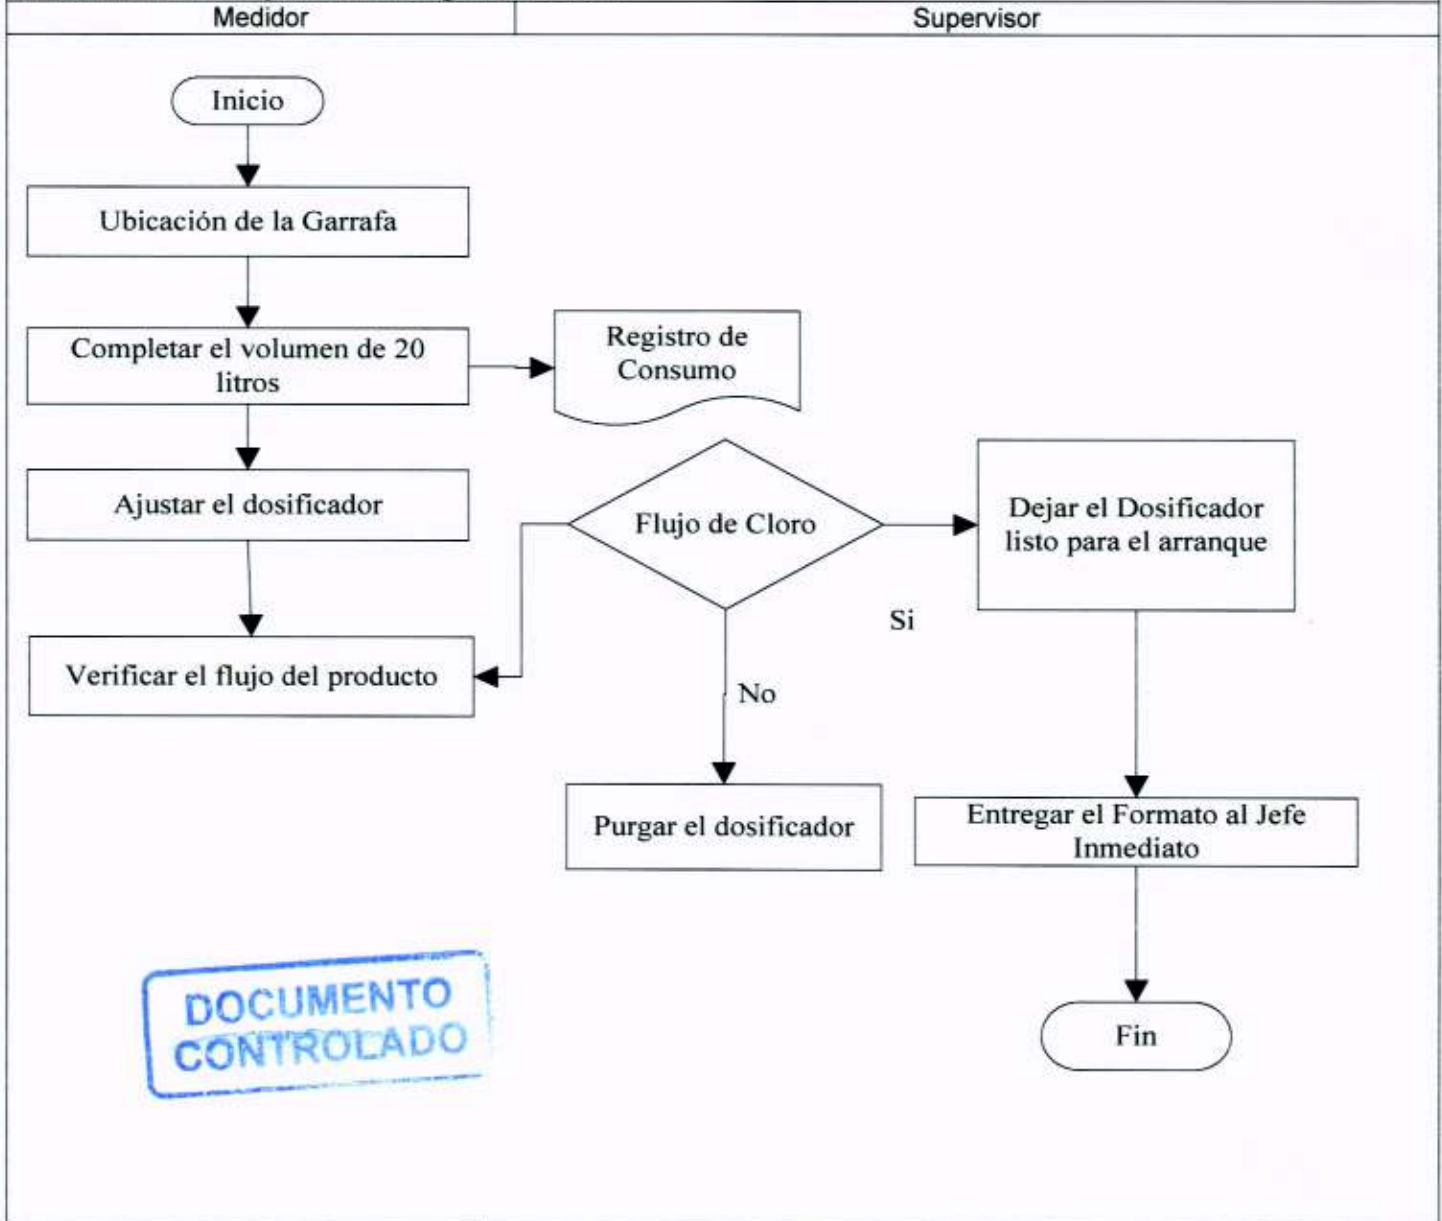 Medidor
Supervisor
Inicio
Ubicación de la Garrafa
Completar el volumen de 20
litros
Registro de
Consumo
Ajustar el dosificador
Flujo de Cloro
Dejar el Dosificador
listo para el arranque
Si
Verificar el flujo del producto
No
Purgar el dosificador
Entregar el Formato al Jefe
Inmediato
DOCUMENTO
CONTROLADO
Fin